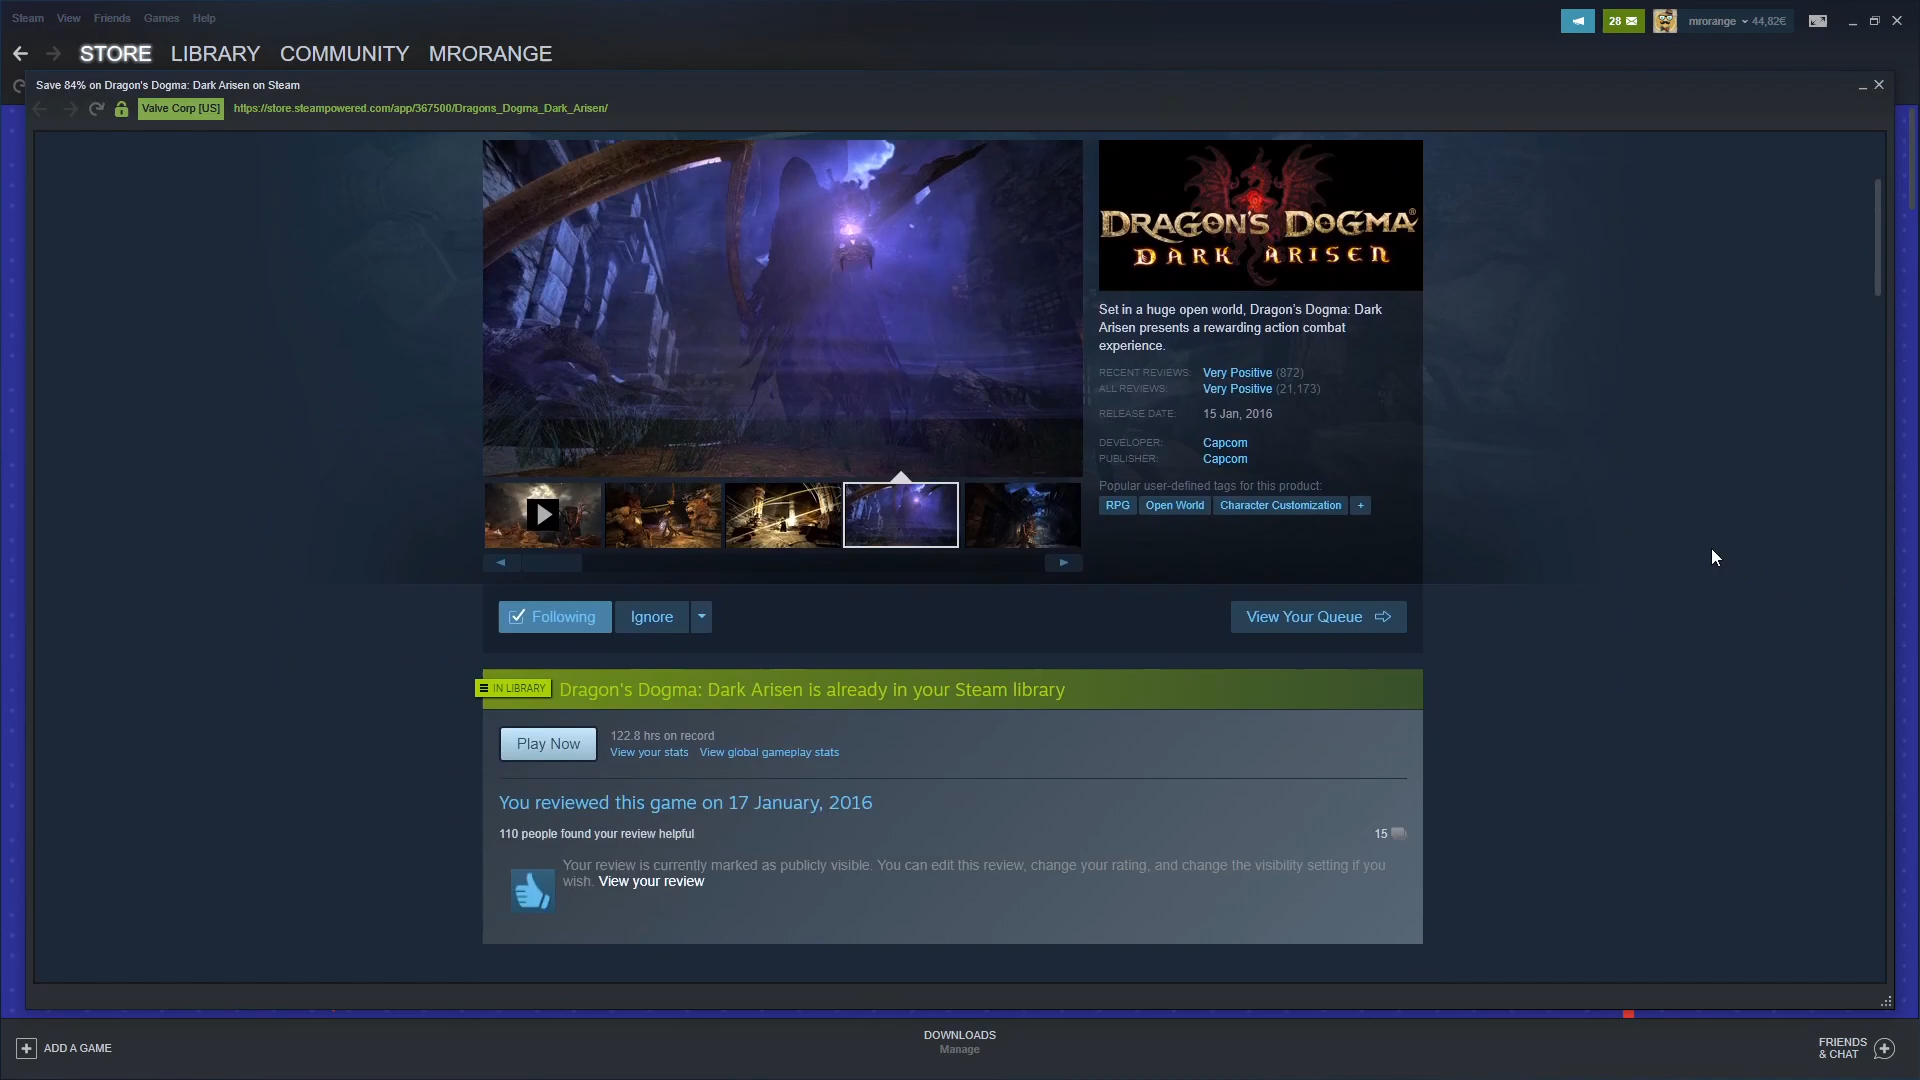 Steam View Friends Games Help
28
mrorange 44,82€
STORE LIBRARY COMMUNITY MRORANGE
Save 84% on Dragon's Dogma: Dark Arisen on Steam
Valve Corp [US] https://store.steampowered.com/app/367500/Dragons_Dogma_Dark_Arisen/
DRAGON'S DOGMA®
DARK ARISEN
Set in a huge open world, Dragon's Dogma: Dark
Arisen presents a rewarding action combat
experience.
RECENT REVIEWS: Very Positive (872)
ALL REVIEWS: Very Positive (21,173)
RELEASE DATE: 15 Jan, 2016
DEVELOPER: Capcom
PUBLISHER: Capcom
Popular user-defined tags for this product:
RPG Open World Character Customization +
Following Ignore
View Your Queue
IN LIBRARY Dragon's Dogma: Dark Arisen is already in your Steam library
Play Now
122.8 hrs on record
View your stats View global gameplay stats
You reviewed this game on 17 January, 2016
110 people found your review helpful
15
Your review is currently marked as publicly visible. You can edit this review, change your rating, and change the visibility setting if you
wish. View your review
ADD A GAME
DOWNLOADS
Manage
FRIENDS
& CHAT